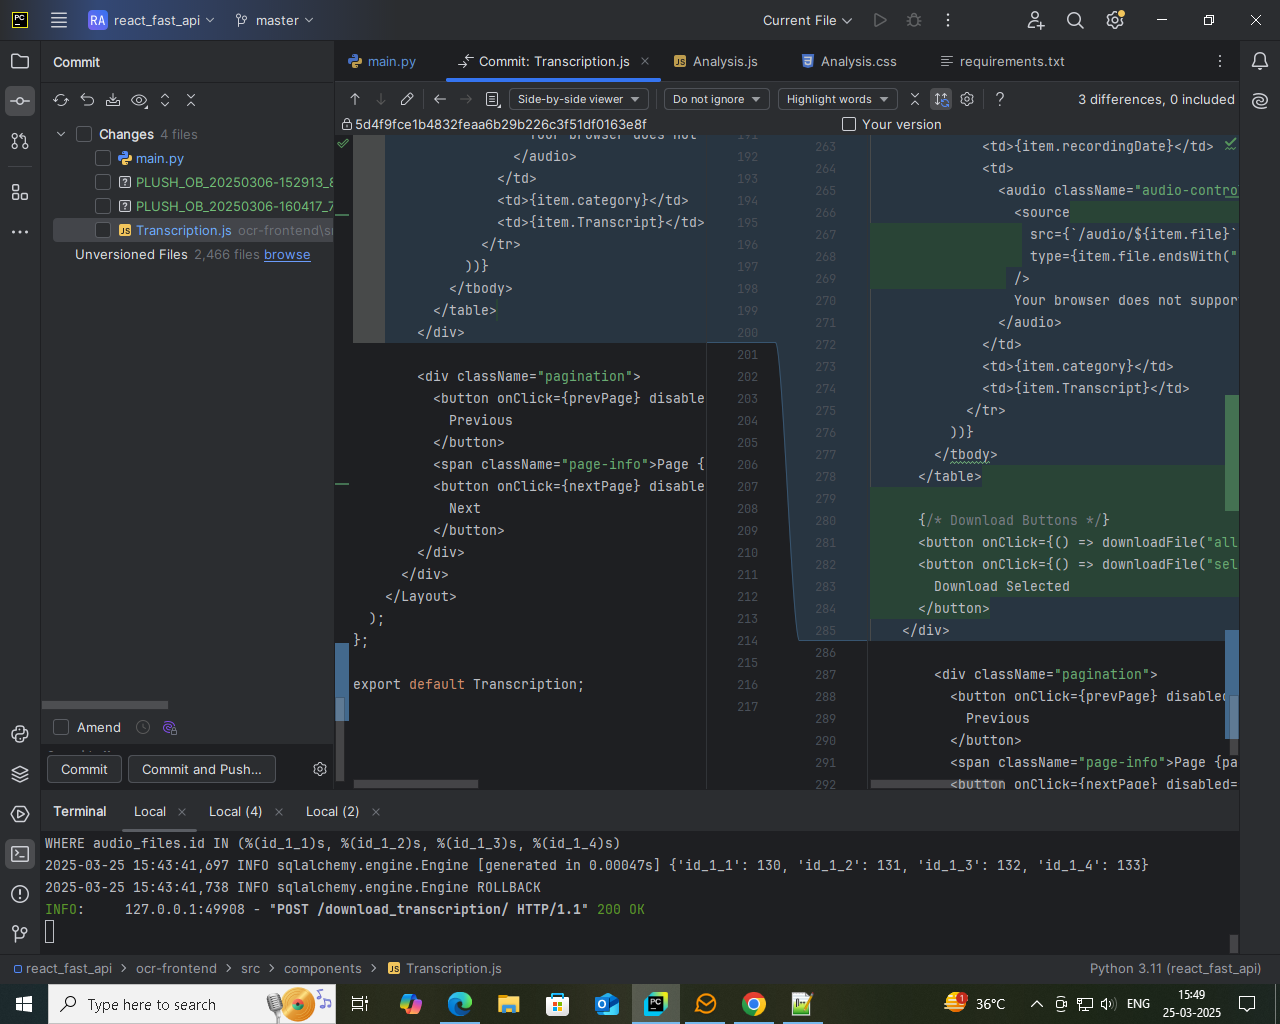 PC
RA react_fast_api master Current File
Commit
main.py Commit: Transcription.js Analysis.js Analysis.css requirements.txt
Side-by-side viewer Do not ignore Highlight words ? 3 differences, 0 included
5d4f9fce1b4832feaa6b29b226c3f51df0163e8f Your version
Changes 4 files
main.py
PLUSH_OB_20250306-152913_8
PLUSH_OB_20250306-160417_7
Transcription.js ocr-frontend\sr
Unversioned Files 2,466 files browse
Your browser does not
192 </audio>
193 </td>
194 <td>{item.category}</td>
195 <td>{item.Transcript}</td>
196 </tr>
197 ))}
198 </tbody>
199 </table>
200 </div>
201
202 <div className="pagination">
203 <button onClick={prevPage} disable
204 Previous
205 </button>
206 <span className="page-info">Page {
207 <button onClick={nextPage} disable
208 Next
209 </button>
210 </div>
211 </div>
212 </Layout>
213 );
214 };
215
216 export default Transcription;
217
263 <td>{item.recordingDate}</td>
264 <td>
265 <audio className="audio-contro
266 <source
267 src={`/audio/${item.file}`
268 type={item.file.endsWith("
269 />
270 Your browser does not suppor
271 </audio>
272 </td>
273 <td>{item.category}</td>
274 <td>{item.Transcript}</td>
275 </tr>
276 ))}
277 </tbody>
278 </table>
279
280 {/* Download Buttons */}
281 <button onClick={() => downloadFile("all
282 <button onClick={() => downloadFile("sel
283 Download Selected
284 </button>
285 </div>
286
287 <div className="pagination">
288 <button onClick={prevPage} disabled
289 Previous
290 </button>
291 <span className="page-info">Page {pa
292 <button onClick={nextPage} disabled=
Amend
Commit Commit and Push...
Terminal Local Local (4) Local (2)
WHERE audio_files.id IN (%(id_1_1)s, %(id_1_2)s, %(id_1_3)s, %(id_1_4)s)
2025-03-25 15:43:41,697 INFO sqlalchemy.engine.Engine [generated in 0.00047s] {'id_1_1': 130, 'id_1_2': 131, 'id_1_3': 132, 'id_1_4': 133}
2025-03-25 15:43:41,738 INFO sqlalchemy.engine.Engine ROLLBACK
INFO: 127.0.0.1:49908 - "POST /download_transcription/ HTTP/1.1" 200 OK
react_fast_api > ocr-frontend > src > components > Transcription.js Python 3.11 (react_fast_api)
Type here to search 1 36°C ENG 15:49
25-03-2025